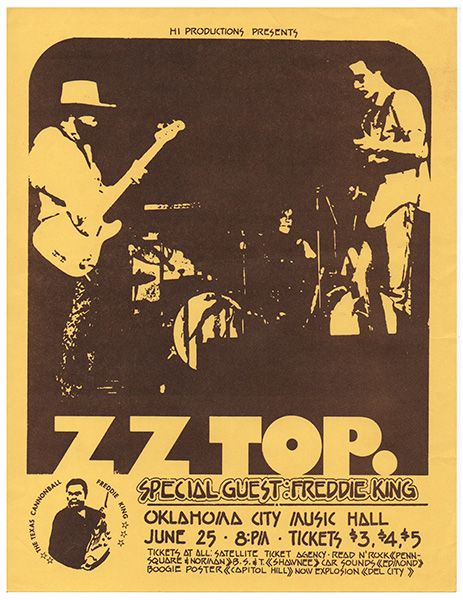 HI PRODUCTIONS PRESENTS
ZZ TOP.
SPECIAL GUEST: FREDDIE KING
THE TEXAS CANNONBALL FREDDIE KING
OKLAHOMA CITY MUSIC HALL
JUNE 25 · 8:PM · TICKETS $3, $4, $5
TICKETS AT ALL: SATELLITE TICKET AGENCY · READ N' ROCK《PENN-
SQUARE & NORMAN》B.S. & T.《SHAWNEE》CAR SOUNDS《EDMOND》
BOOGIE POSTER《CAPITOL HILL》NOW EXPLOSION《DEL CITY》